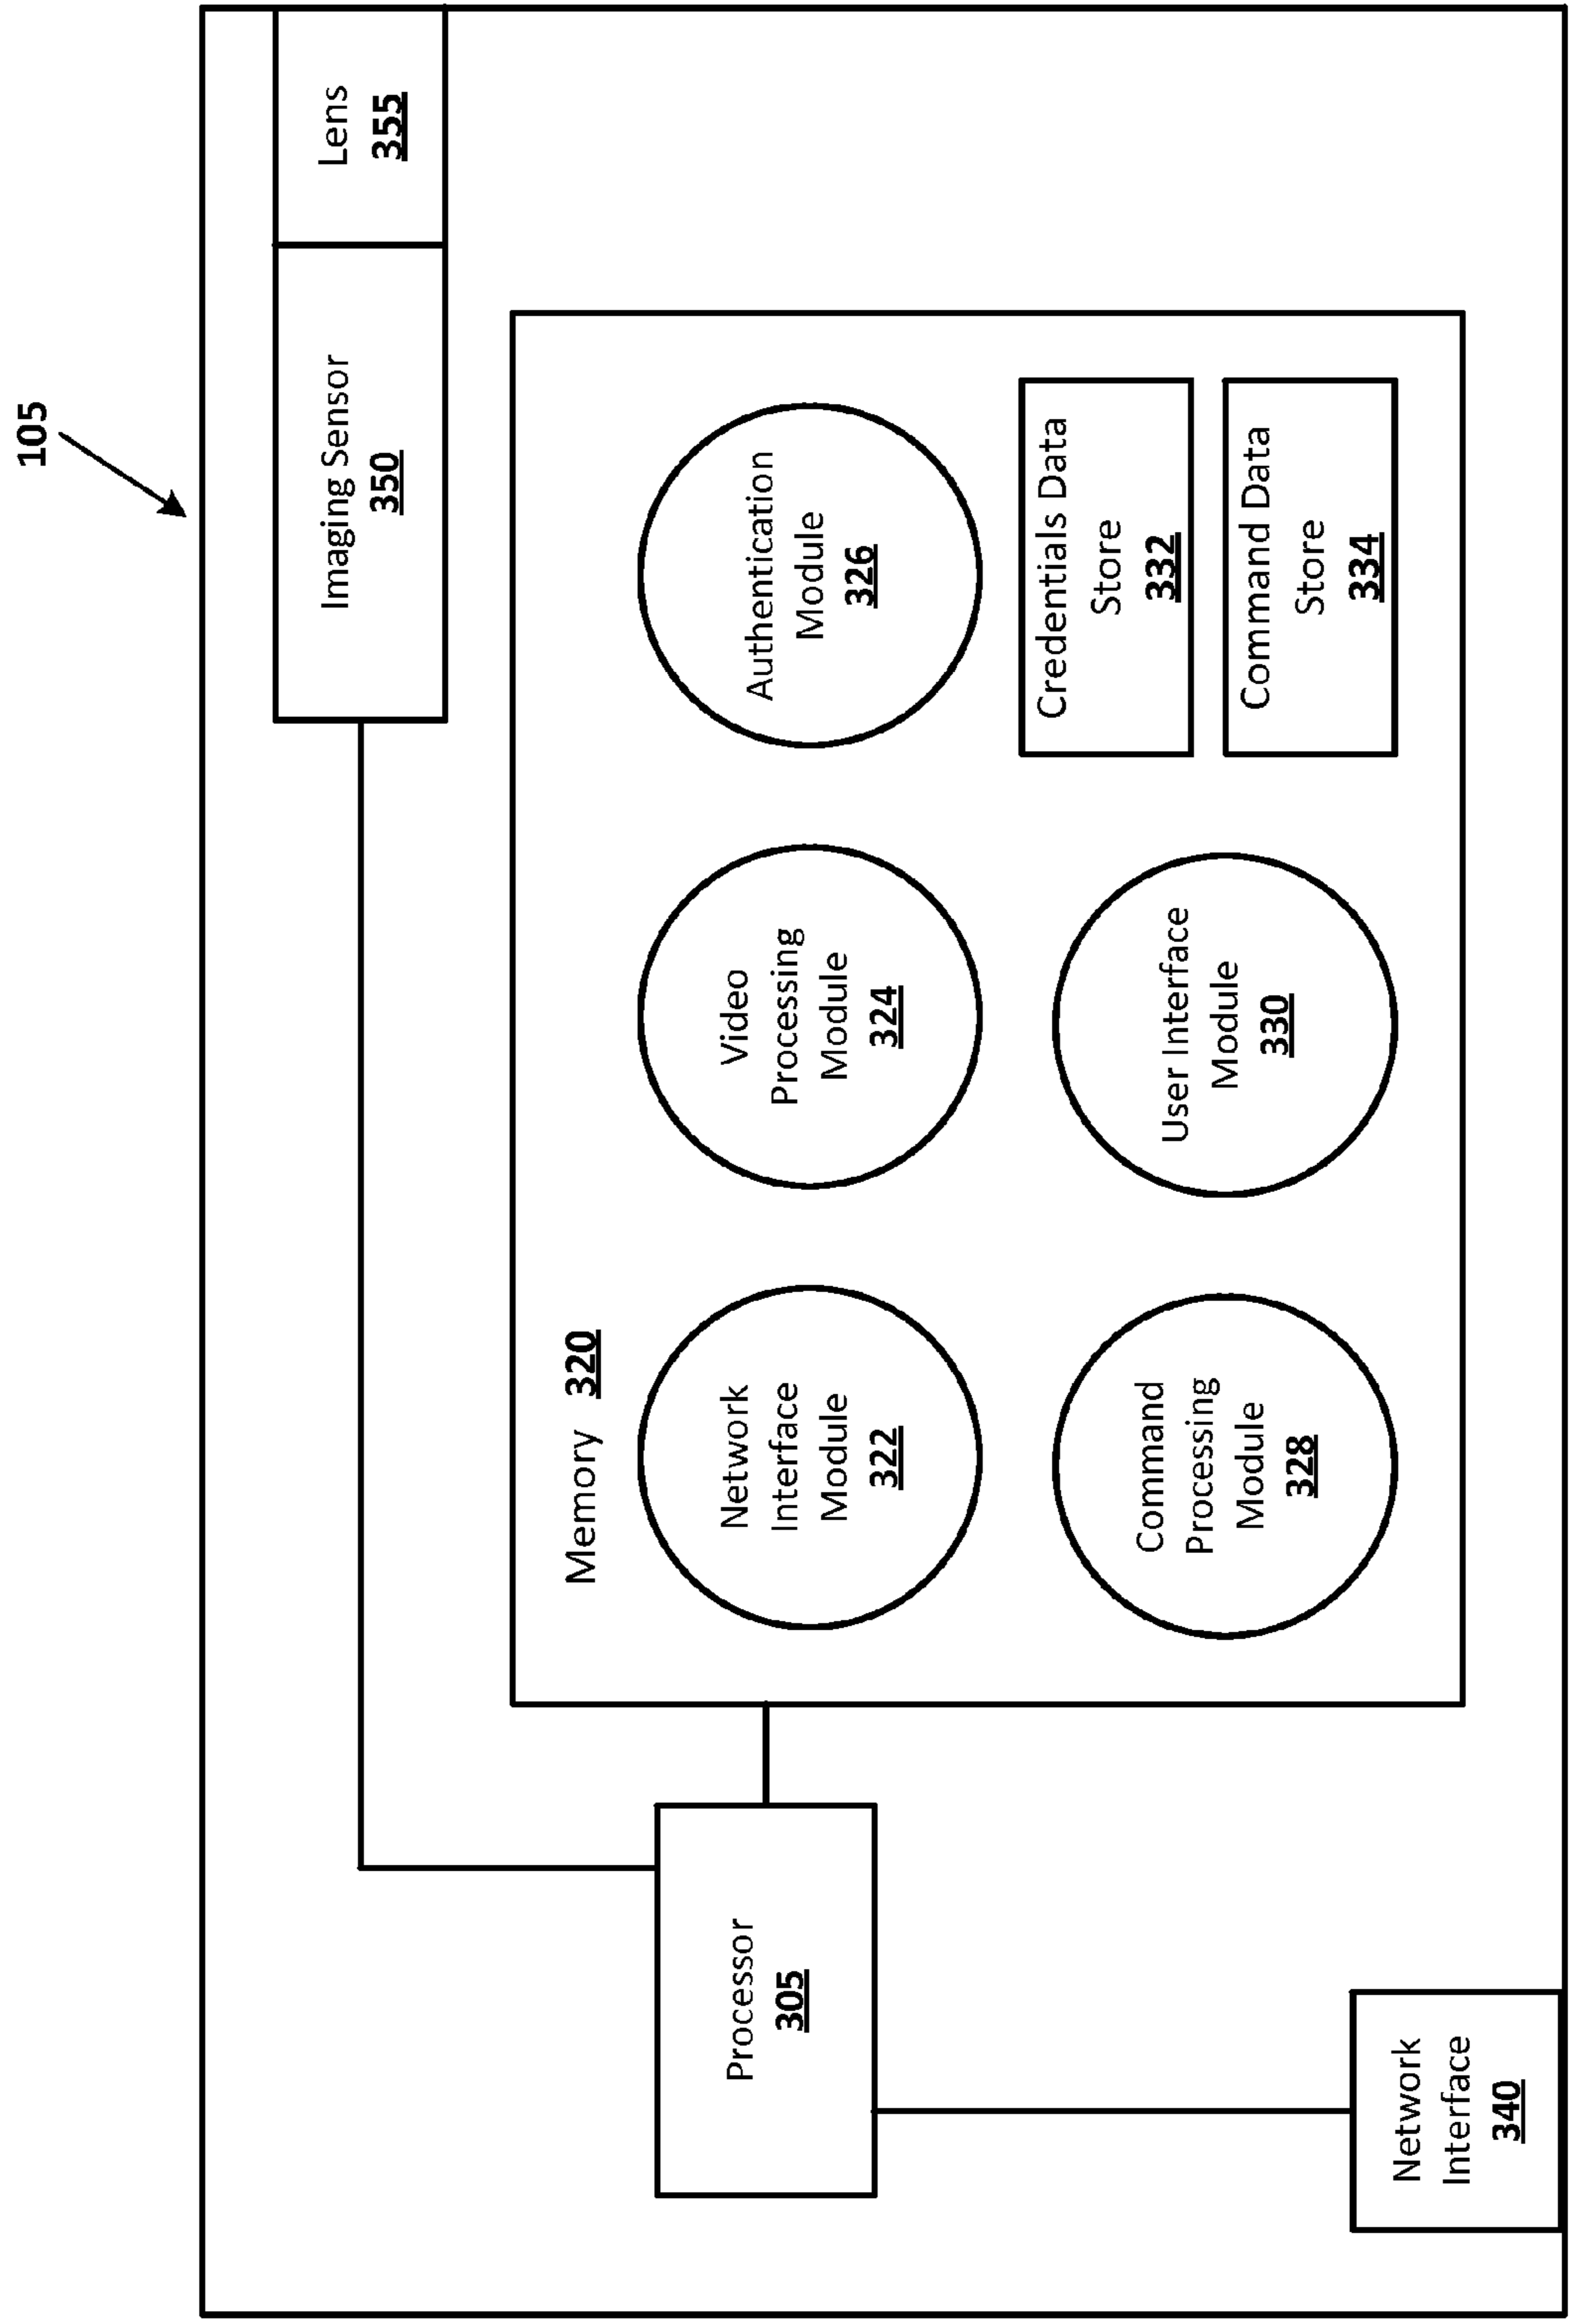 105
Imaging Sensor
350
Lens
355
Memory 320
Network
Interface
Module
322
Video
Processing
Module
324
Authentication
Module
326
Processor
305
Command
Processing
Module
328
User Interface
Module
330
Credentials Data
Store
332
Command Data
Store
334
Network
Interface
340